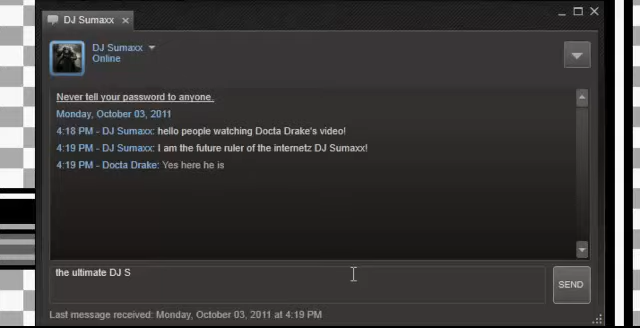 DJ Sumaxx
DJ Sumaxx
Online
Never tell your password to anyone.
Monday, October 03, 2011
4:18 PM - DJ Sumaxx: hello people watching Docta Drake's video!
4:19 PM - DJ Sumaxx: I am the future ruler of the internetz DJ Sumaxx!
4:19 PM - Docta Drake: Yes here he is
the ultimate DJ S
SEND
Last message received: Monday, October 03, 2011 at 4:19 PM